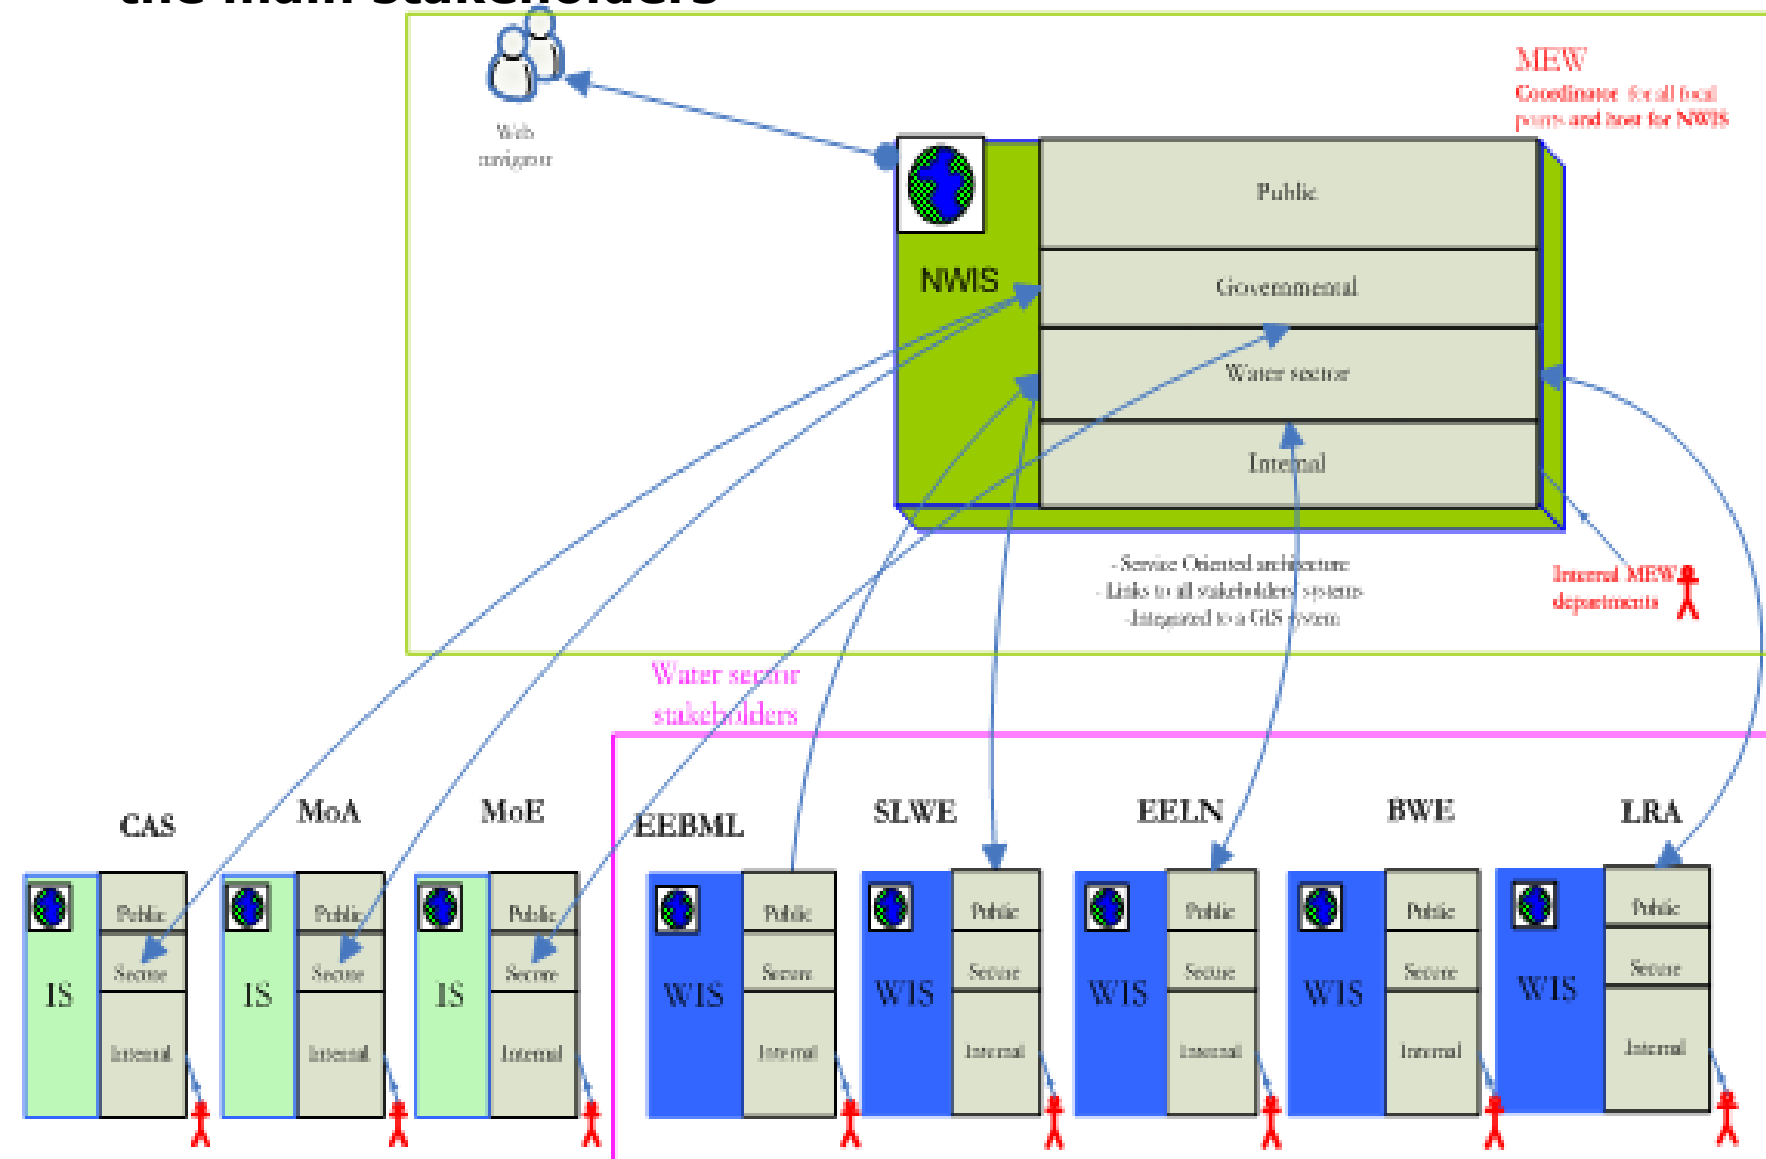 the main stakeholders
MEW
Coordinator for all focal
points and host for NWIS
Web
navigator
Public
NWIS
Governmental
Water sector
Internal
- Service Oriented architecture
- Links to all stakeholders' systems
-Integrated to a GIS system
Internal MEW
departments
Water sector
stakeholders
CAS
MoA
MoE
EEBML
SLWE
EELN
BWE
LRA
IS
Public
Secure
Internal
IS
Public
Secure
Internal
IS
Public
Secure
Internal
WIS
Public
Secure
Internal
WIS
Public
Secure
Internal
WIS
Public
Secure
Internal
WIS
Public
Secure
Internal
WIS
Public
Secure
Internal